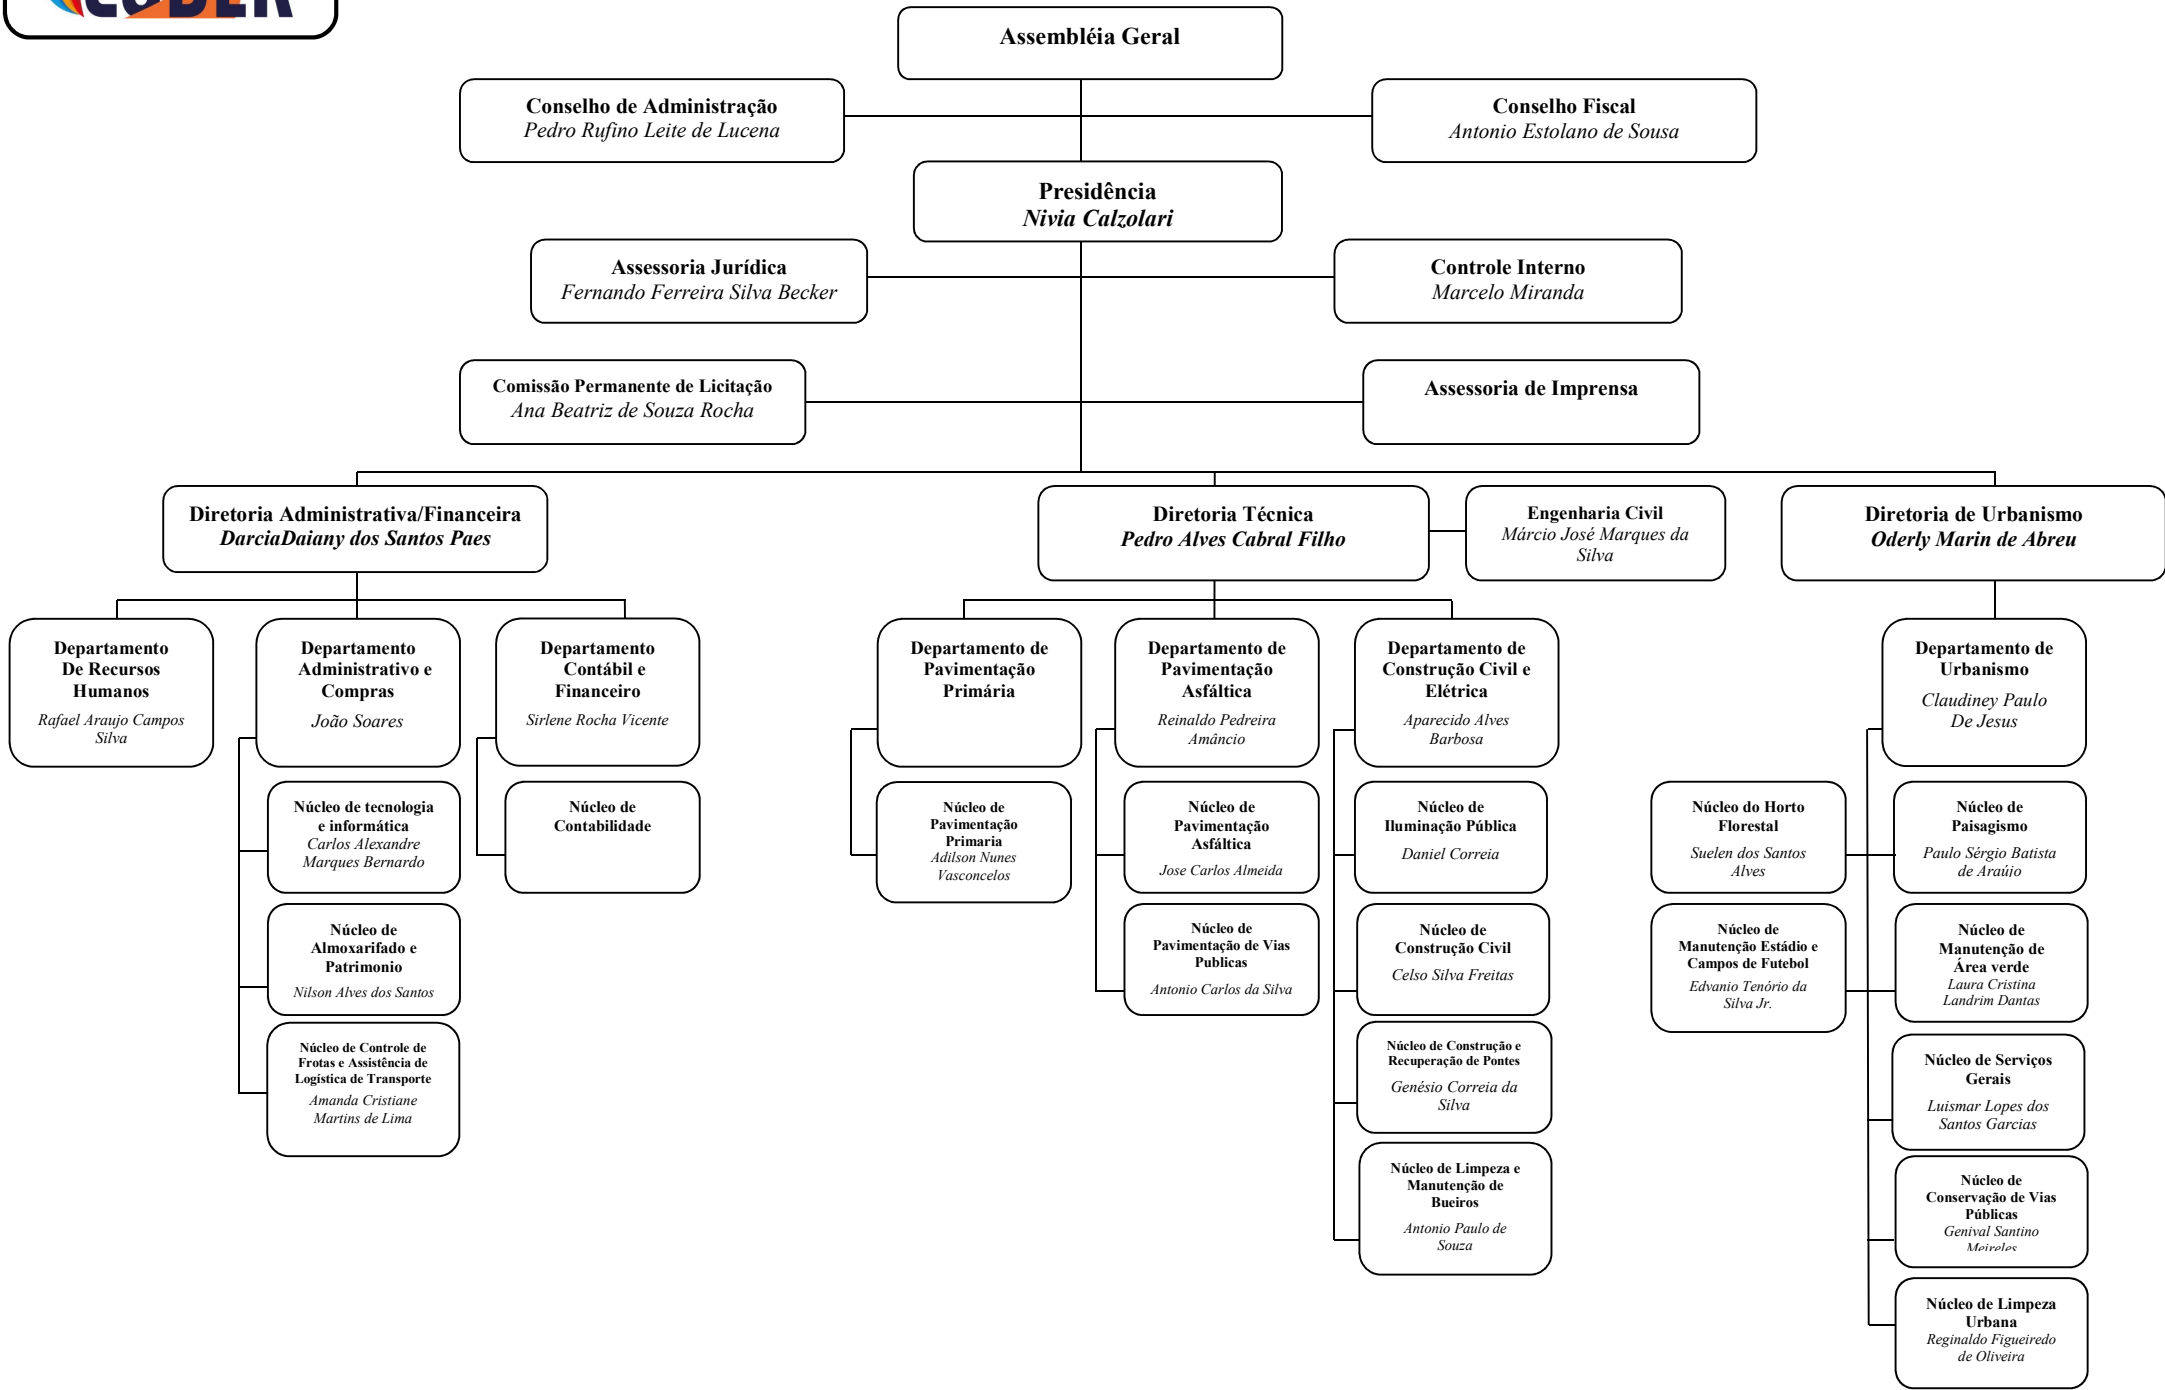 CODER
Assembléia Geral
Conselho de Administração
Pedro Rufino Leite de Lucena
Conselho Fiscal
Antonio Estolano de Sousa
Presidência
Nivia Calzolari
Assessoria Jurídica
Fernando Ferreira Silva Becker
Controle Interno
Marcelo Miranda
Comissão Permanente de Licitação
Ana Beatriz de Souza Rocha
Assessoria de Imprensa
Diretoria Administrativa/Financeira
DarciaDaiany dos Santos Paes
Diretoria Técnica
Pedro Alves Cabral Filho
Engenharia Civil
Márcio José Marques da
Silva
Diretoria de Urbanismo
Oderly Marin de Abreu
Departamento
De Recursos
Humanos
Rafael Araujo Campos
Silva
Departamento
Administrativo e
Compras
João Soares
Departamento
Contábil e
Financeiro
Sirlene Rocha Vicente
Departamento de
Pavimentação
Primária
Departamento de
Pavimentação
Asfáltica
Reinaldo Pedreira
Amâncio
Departamento de
Construção Civil e
Elétrica
Aparecido Alves
Barbosa
Departamento de
Urbanismo
Claudiney Paulo
De Jesus
Núcleo de tecnologia
e informática
Carlos Alexandre
Marques Bernardo
Núcleo de
Contabilidade
Núcleo de
Pavimentação
Primaria
Adilson Nunes
Vasconcelos
Núcleo de
Pavimentação
Asfáltica
Jose Carlos Almeida
Núcleo de
Iluminação Pública
Daniel Correia
Núcleo do Horto
Florestal
Suelen dos Santos
Alves
Núcleo de
Paisagismo
Paulo Sérgio Batista
de Araújo
Núcleo de
Almoxarifado e
Patrimonio
Nilson Alves dos Santos
Núcleo de
Pavimentação de Vias
Publicas
Antonio Carlos da Silva
Núcleo de
Construção Civil
Celso Silva Freitas
Núcleo de
Manutenção Estádio e
Campos de Futebol
Edvanio Tenório da
Silva Jr.
Núcleo de
Manutenção de
Área verde
Laura Cristina
Landrim Dantas
Núcleo de Controle de
Frotas e Assistência de
Logística de Transporte
Amanda Cristiane
Martins de Lima
Núcleo de Construção e
Recuperação de Pontes
Genésio Correia da
Silva
Núcleo de Serviços
Gerais
Luismar Lopes dos
Santos Garcias
Núcleo de Limpeza e
Manutenção de
Bueiros
Antonio Paulo de
Souza
Núcleo de
Conservação de Vias
Públicas
Genival Santino
Meireles
Núcleo de Limpeza
Urbana
Reginaldo Figueiredo
de Oliveira